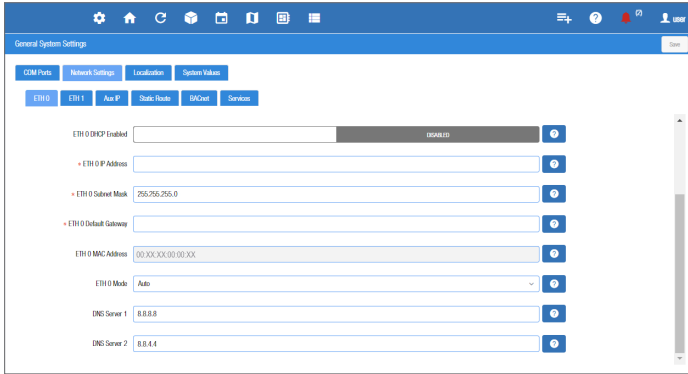 (2)
user
General System Settings
Save
COM Ports Network Settings Localization System Values
ETH 0 ETH 1 Aux IP Static Route BACnet Services
ETH 0 DHCP Enabled DISABLED
* ETH 0 IP Address
* ETH 0 Subnet Mask 255.255.255.0
* ETH 0 Default Gateway
ETH 0 MAC Address 00:XX:XX:00:00:XX
ETH 0 Mode Auto
DNS Server 1 8.8.8.8
DNS Server 2 8.8.4.4